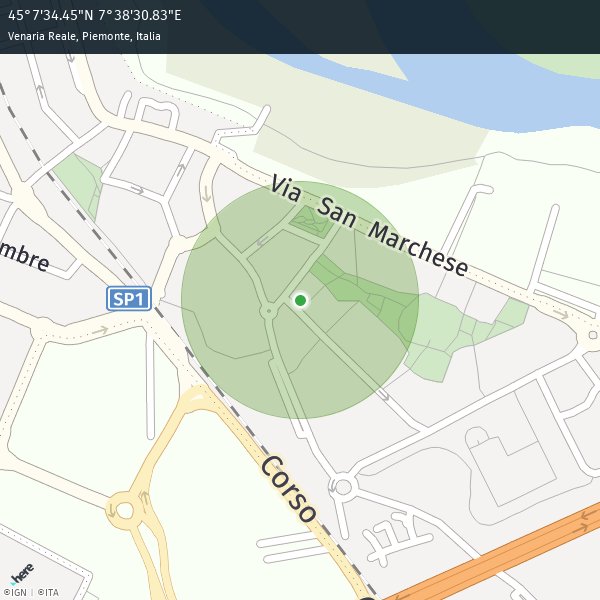 45°7'34.45"N 7°38'30.83"E
Venaria Reale, Piemonte, Italia
Via San Marchese
mbre
SP1
Corso
here
©IGN | ©ITA